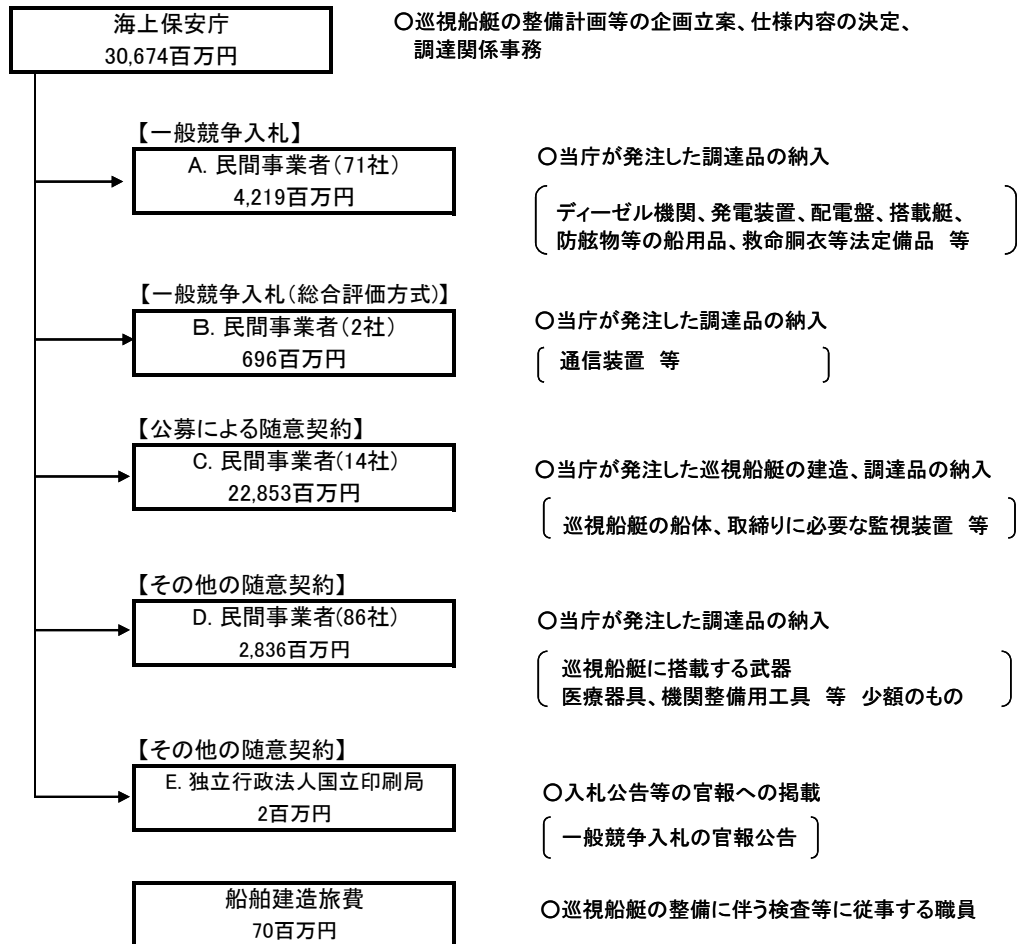 海上保安庁
30,674百万円
○巡視船艇の整備計画等の企画立案、仕様内容の決定、
調達関係事務
【一般競争入札】
A. 民間事業者(71社)
4,219百万円
○当庁が発注した調達品の納入
ディーゼル機関、発電装置、配電盤、搭載艇、
防舷物等の船用品、救命胴衣等法定備品 等
【一般競争入札(総合評価方式)】
B. 民間事業者(2社)
696百万円
○当庁が発注した調達品の納入
通信装置 等
【公募による随意契約】
C. 民間事業者(14社)
22,853百万円
○当庁が発注した巡視船艇の建造、調達品の納入
巡視船艇の船体、取締りに必要な監視装置 等
【その他の随意契約】
D. 民間事業者(86社)
2,836百万円
○当庁が発注した調達品の納入
巡視船艇に搭載する武器
医療器具、機関整備用工具 等 少額のもの
【その他の随意契約】
E. 独立行政法人国立印刷局
2百万円
○入札公告等の官報への掲載
一般競争入札の官報公告
船舶建造旅費
70百万円
○巡視船艇の整備に伴う検査等に従事する職員